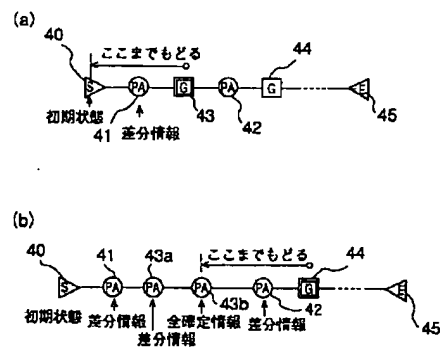 (a)
40
ここまでもどる
44
S
PA
G
PA
G
E
初期状態
41
43
42
45
差分情報
(b)
40
41
43a
ここまでもどる
44
S
PA
PA
PA
PA
G
E
43b
42
45
初期状態
差分情報
全確定情報
差分情報
差分情報